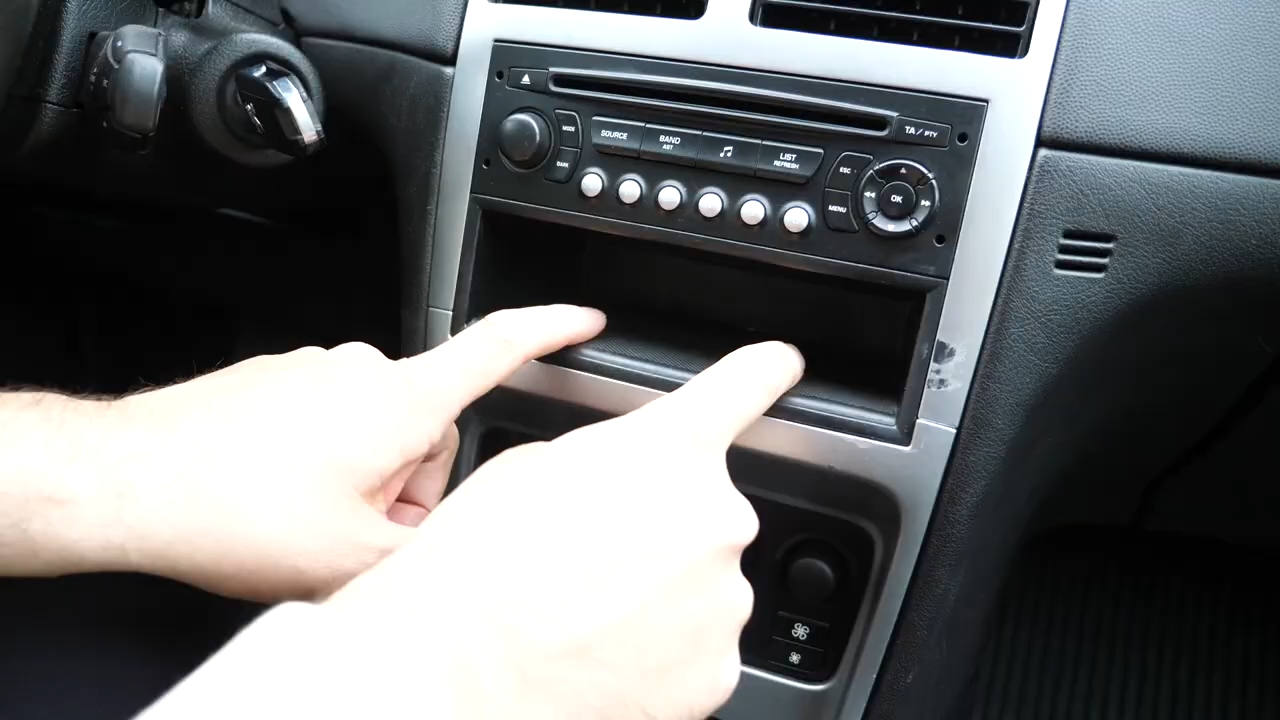 TA / PTY
MODE
SOURCE
BAND
AST
LIST
REFRESH
DARK
ESC
MENU
OK